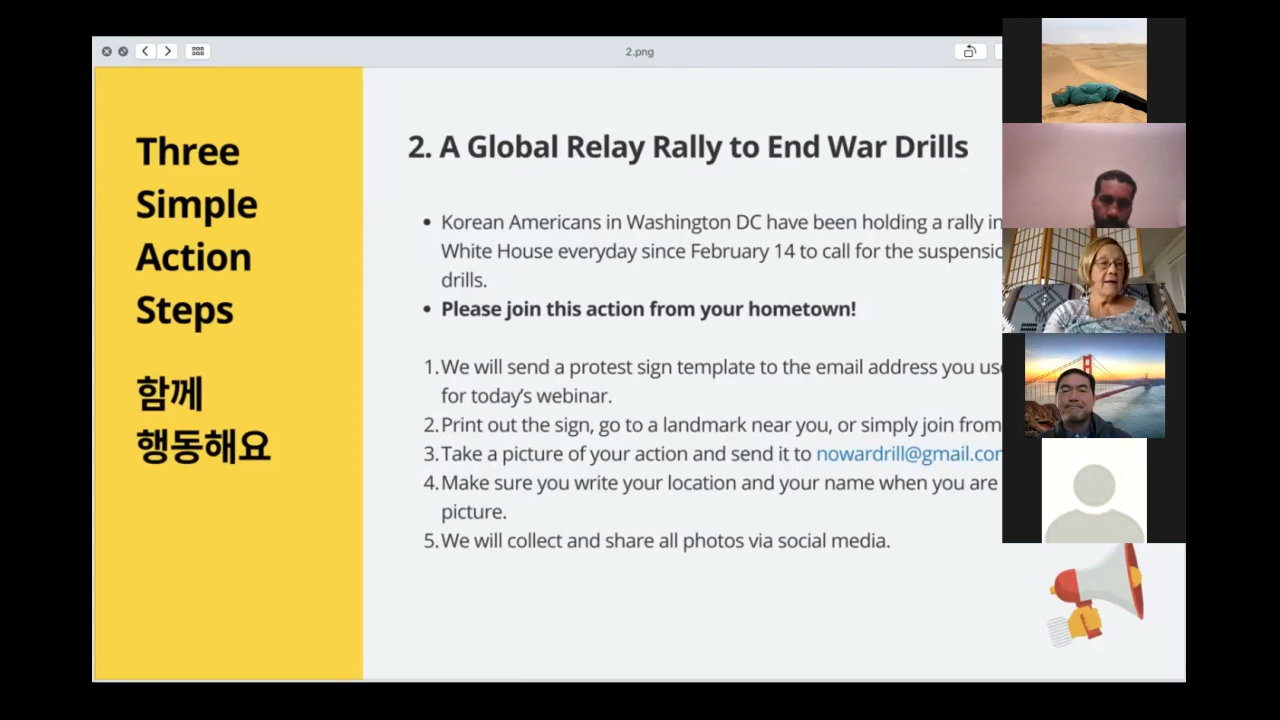 2.png
Three
Simple
Action
Steps
함께
행동해요
2. A Global Relay Rally to End War Drills
• Korean Americans in Washington DC have been holding a rally in
White House everyday since February 14 to call for the
drills.
• Please join this action from your hometown!
1. We will send a protest sign template to the email address you
for today's webinar.
2. Print out the sign, go to a landmark near you, or simply join from
3. Take a picture of your action and send it to
4. Make sure you write your location and your name when you are
picture.
5. We will collect and share all photos via social media.